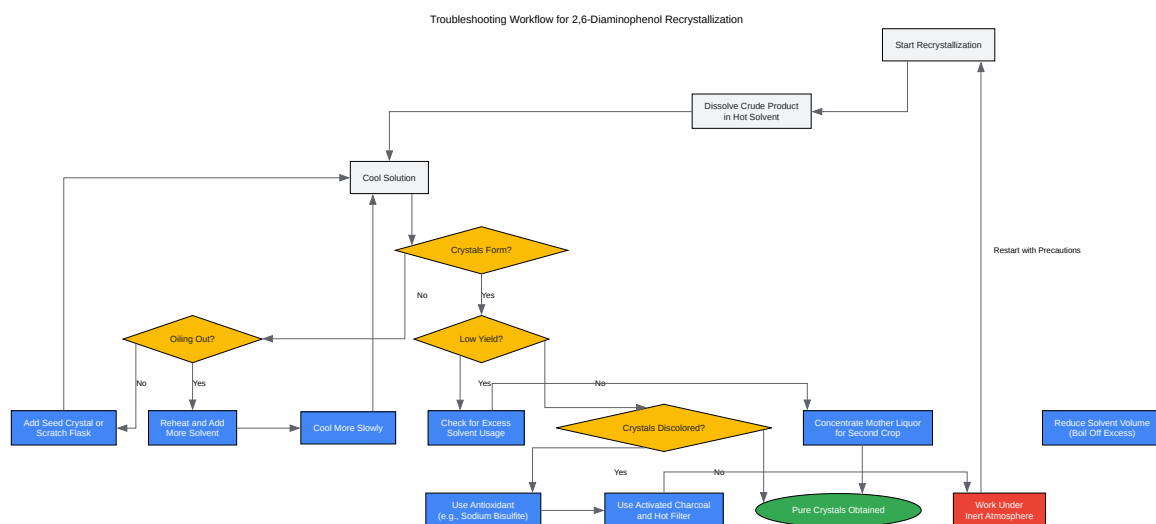 Troubleshooting Workflow for 2,6-Diaminophenol Recrystallization
Start Recrystallization
Dissolve Crude Product
in Hot Solvent
Cool Solution
Crystals Form?
Restart with Precautions
No
Yes
Oiling Out?
Low Yield?
No
Yes
Yes
No
Add Seed Crystal or
Scratch Flask
Reheat and Add
More Solvent
Cool More Slowly
Check for Excess
Solvent Usage
Crystals Discolored?
Concentrate Mother Liquor
for Second Crop
Reduce Solvent Volume
(Boil Off Excess)
Yes
No
Use Antioxidant
(e.g., Sodium Bisulfite)
Use Activated Charcoal
and Hot Filter
Pure Crystals Obtained
Work Under
Inert Atmosphere